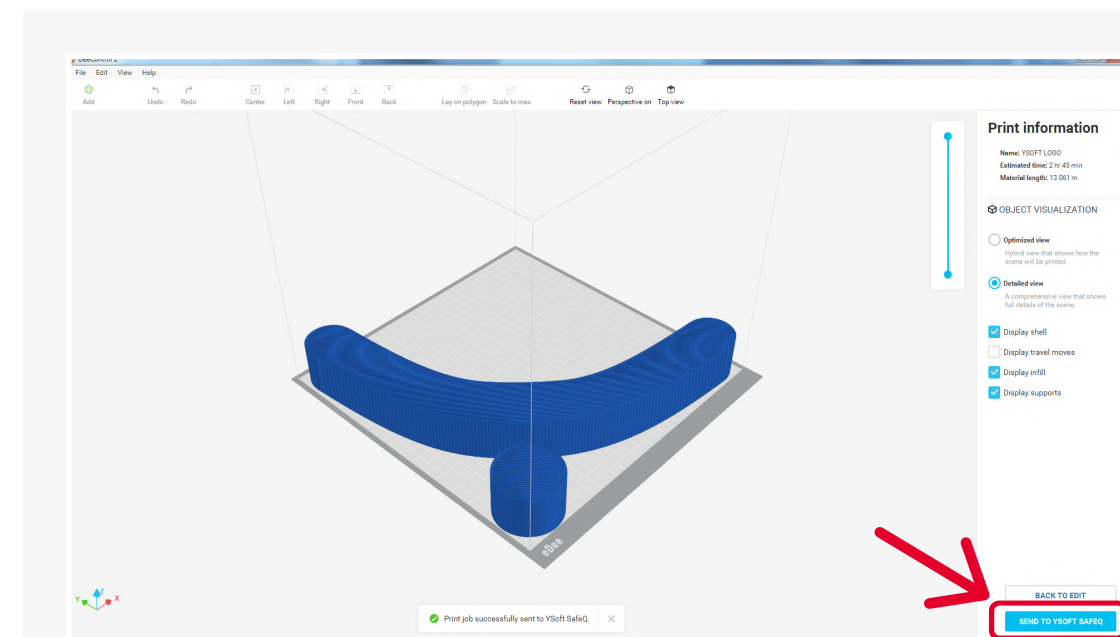 DeeControl 2
File Edit View Help
Add Undo Redo Center Left Right Front Back Lay on polygon Scale to max Reset view Perspective on Top view
Print information
Name: YSOFT LOGO
Estimated time: 2 hr 45 min
Material length: 13.061 m
OBJECT VISUALIZATION
Optimized view
Hybrid view that shows how the
scene will be printed.
Detailed view
A comprehensive view that shows
full details of the scene.
Display shell
Display travel moves
Display infill
Display supports
eDee
Z
Y X
Print job successfully sent to YSoft SafeQ.
BACK TO EDIT
SEND TO YSOFT SAFEQ